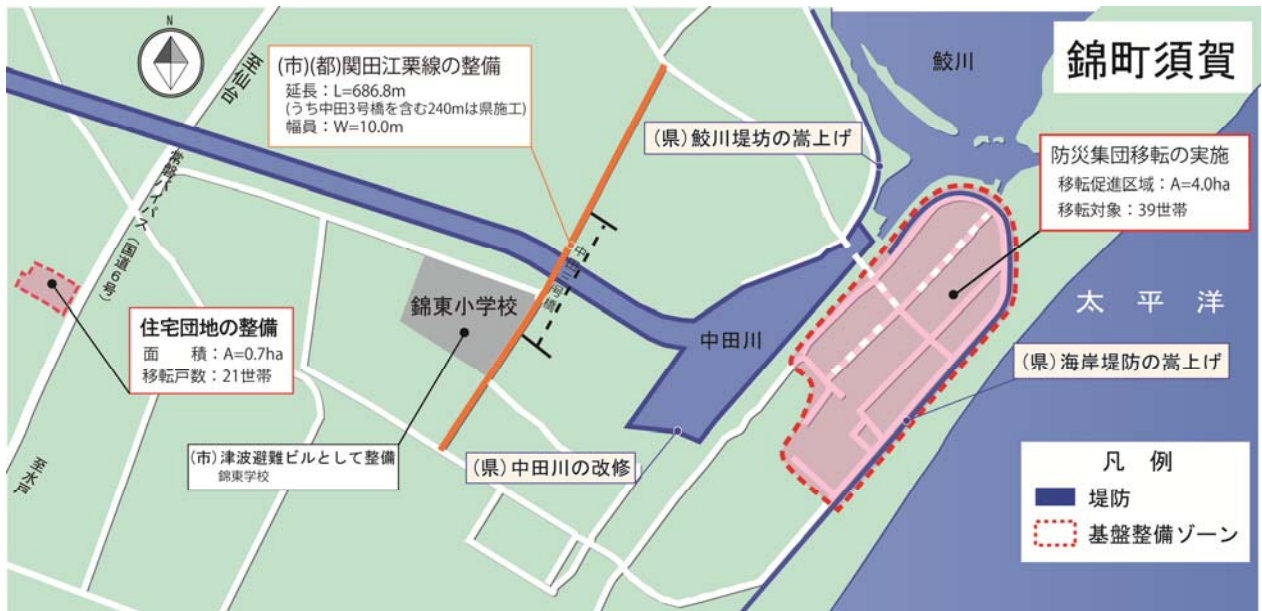 錦町須賀
N
至仙台
(市)(都)関田江栗線の整備
延長：L=686.8m
(うち中田3号橋を含む240mは県施工)
幅員：W=10.0m
鮫川
(県)鮫川堤坊の嵩上げ
防災集団移転の実施
移転促進区域：A=4.0ha
移転対象：39世帯
常磐バイパス(国道6号)
中田三号橋
錦東小学校
中田川
太平洋
住宅団地の整備
面　積：A=0.7ha
移転戸数：21世帯
(県)海岸堤防の嵩上げ
(市)津波避難ビルとして整備
錦東学校
(県)中田川の改修
至水戸
凡 例
堤防
基盤整備ゾーン